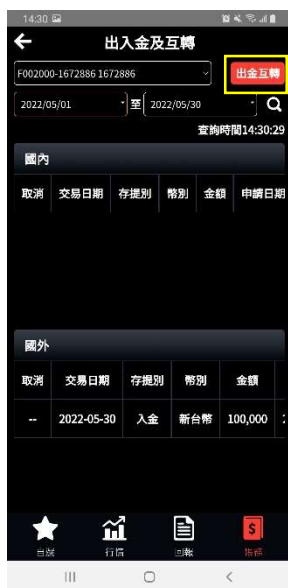 14:30
出入金及互轉
F002000-1672886 1672886
出金互轉
2022/05/01 至 2022/05/30
查詢時間14:30:29
國內
取消 交易日期 存提別 幣別 金額 申請日期
國外
取消 交易日期 存提別 幣別 金額
-- 2022-05-30 入金 新台幣 100,000
自選 行情 回報 帳務